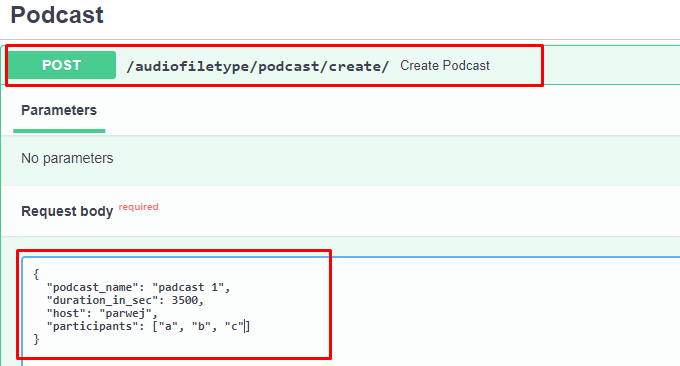 Podcast
POST /audiofiletype/podcast/create/ Create Podcast
Parameters
No parameters
Request body required
{
  "podcast_name": "padcast 1",
  "duration_in_sec": 3500,
  "host": "parwej",
  "participants": ["a", "b", "c"]
}